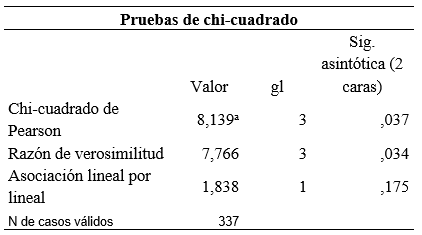 Pruebas de chi-cuadrado
Sig.
asintótica (2
Valor gl caras)
Chi-cuadrado de
Pearson 8,139ᵃ 3 ,037
Razón de verosimilitud 7,766 3 ,034
Asociación lineal por
lineal 1,838 1 ,175
N de casos válidos 337